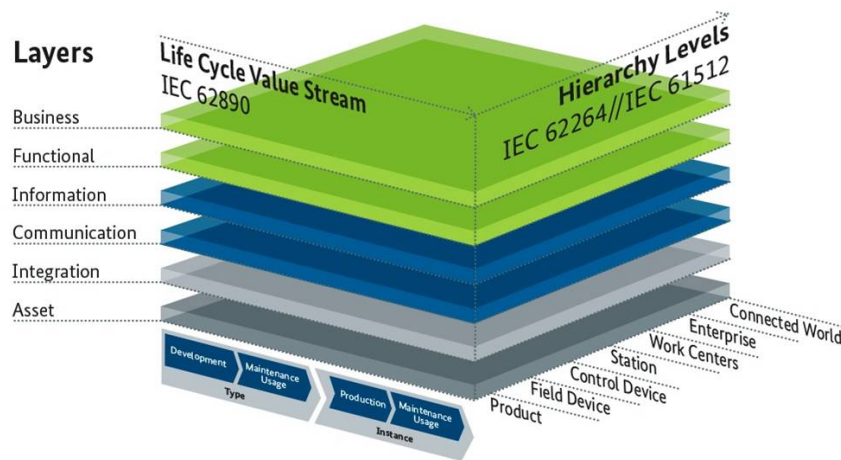 Layers
Life Cycle Value Stream
IEC 62890
Hierarchy Levels
IEC 62264//IEC 61512
Business
Functional
Information
Communication
Integration
Asset
Development
Maintenance
Usage
Type
Production
Maintenance
Usage
Instance
Product
Field Device
Control Device
Station
Work Centers
Enterprise
Connected World